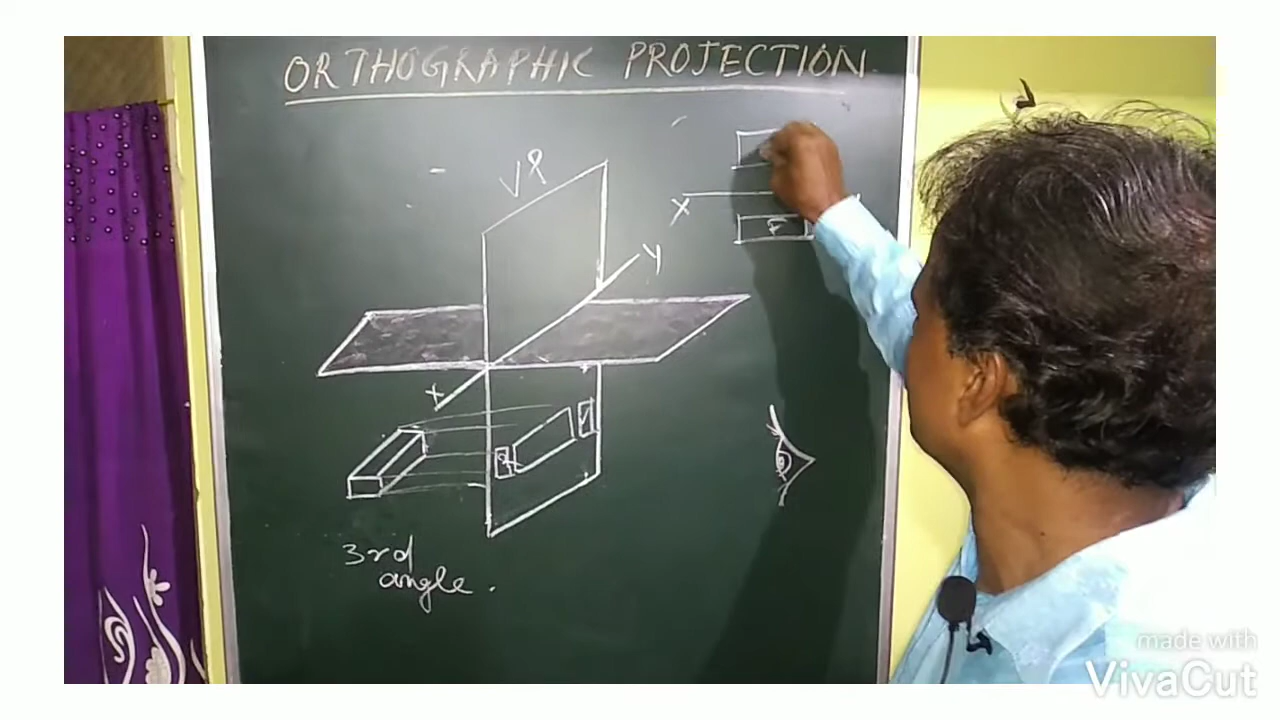 ORTHOGRAPHIC PROJECTION
VP
X
F
y
x
3rd
angle.
made with
VivaCut